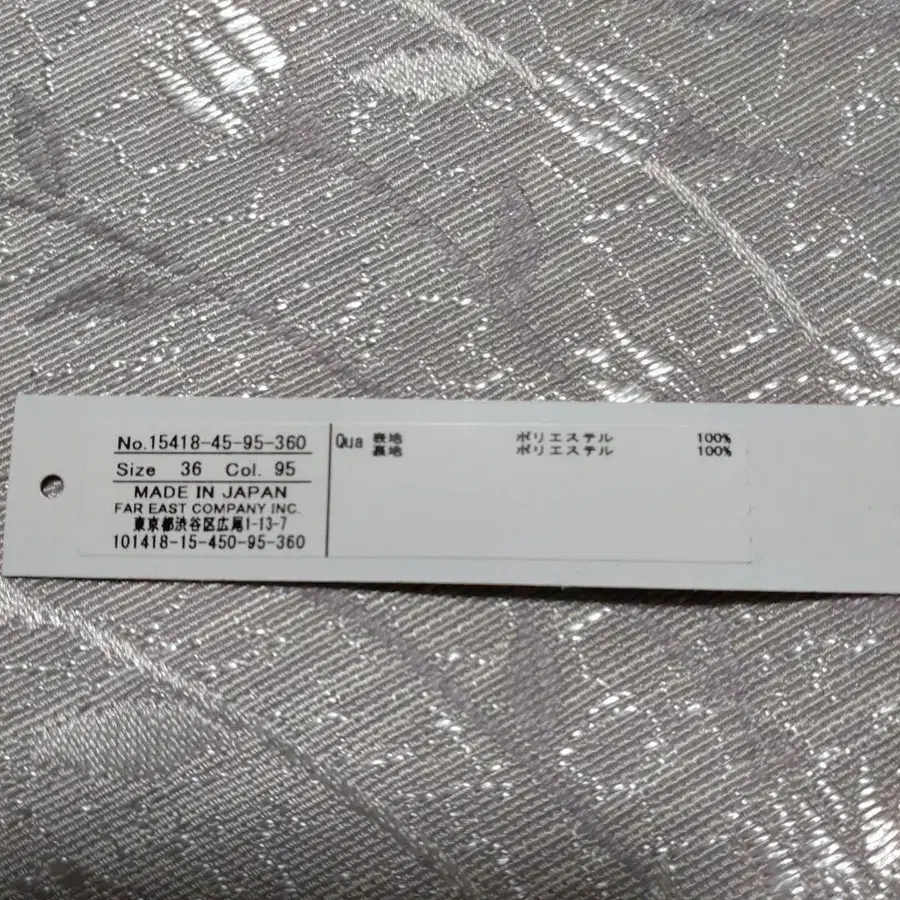 No.15418-45-95-360
Size 36 Col. 95
MADE IN JAPAN
FAR EAST COMPANY INC.
東京都渋谷区広尾1-13-7
101418-15-450-95-360
Qua 表地 ポリエステル 100%
裏地 ポリエステル 100%